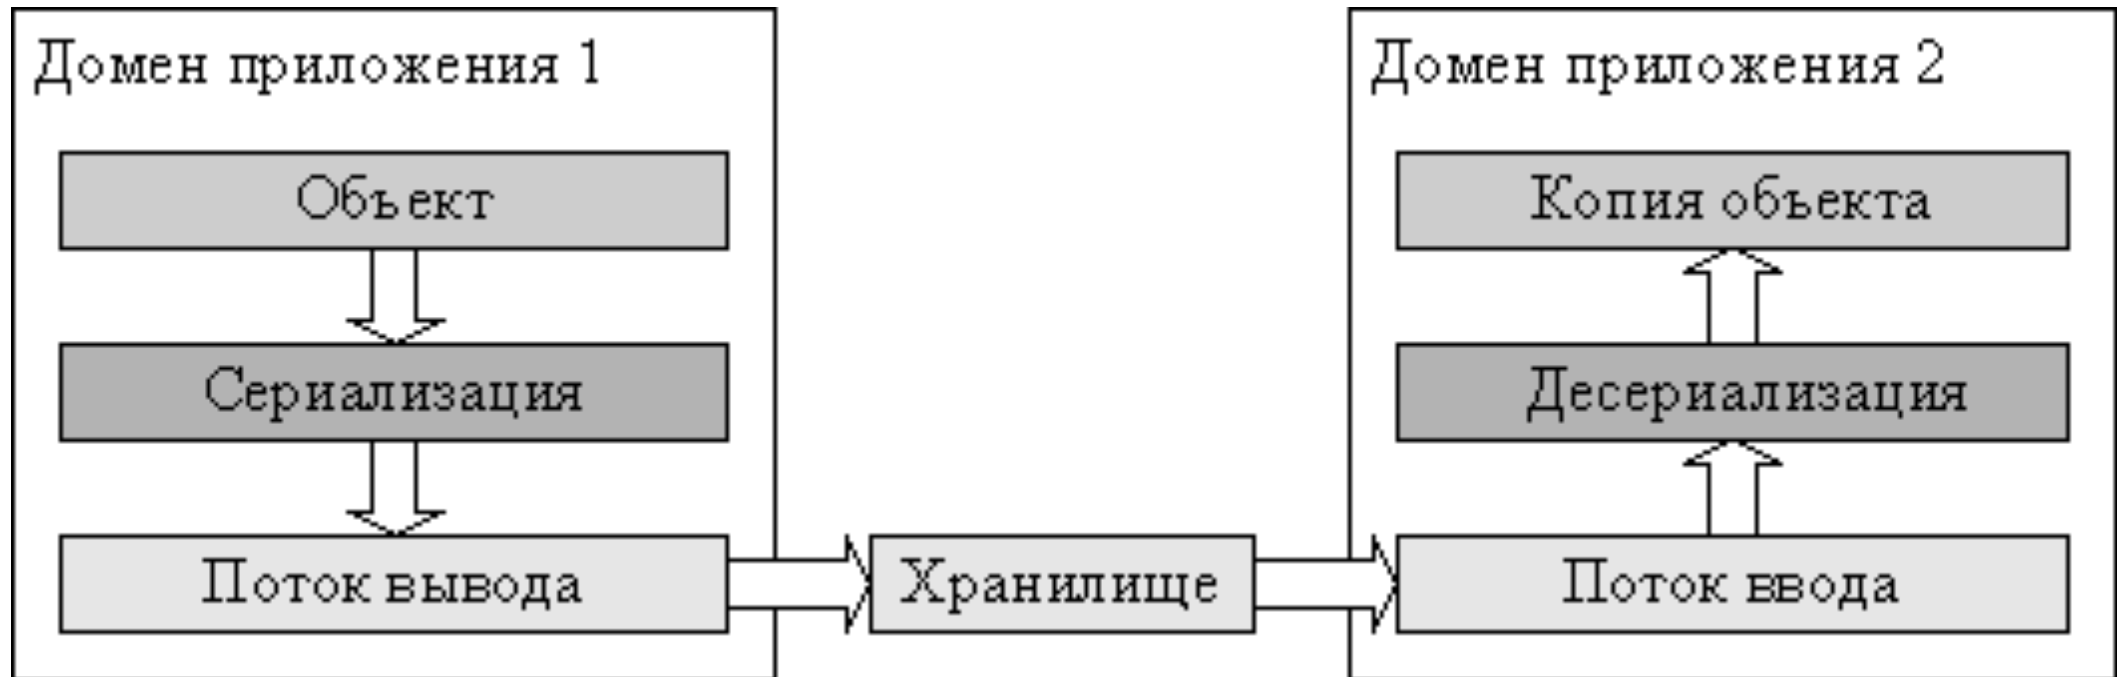 Домен приложения 1
Объект
Сериализация
Поток вывода
Хранилище
Домен приложения 2
Копия объекта
Десериализация
Поток ввода